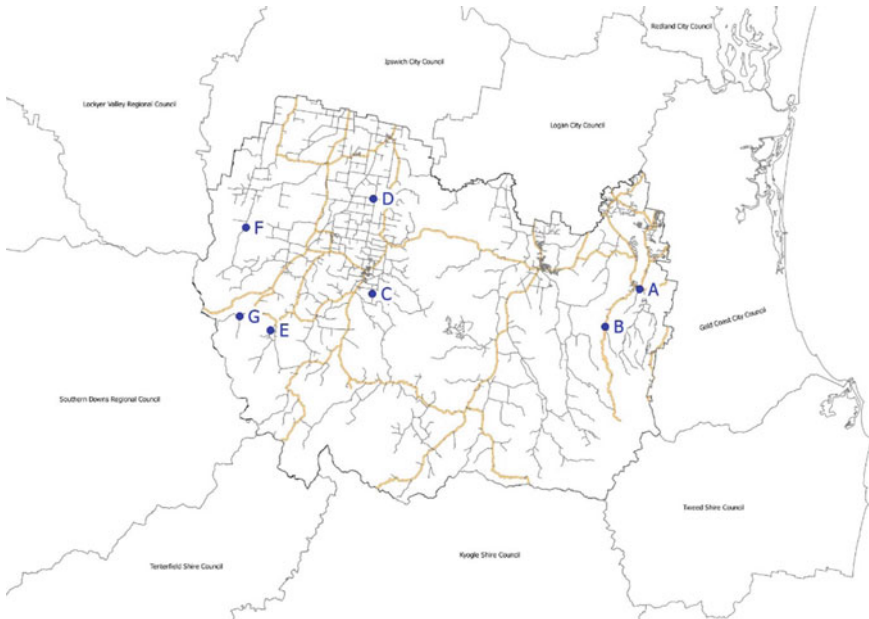 Redland City Council
Ipswich City Council
Lockyer Valley Regional Council
Logan City Council
D
F
A
C
G
B
E
Gold Coast City Council
Southern Downs Regional Council
Tweed Shire Council
Kyogle Shire Council
Tenterfield Shire Council